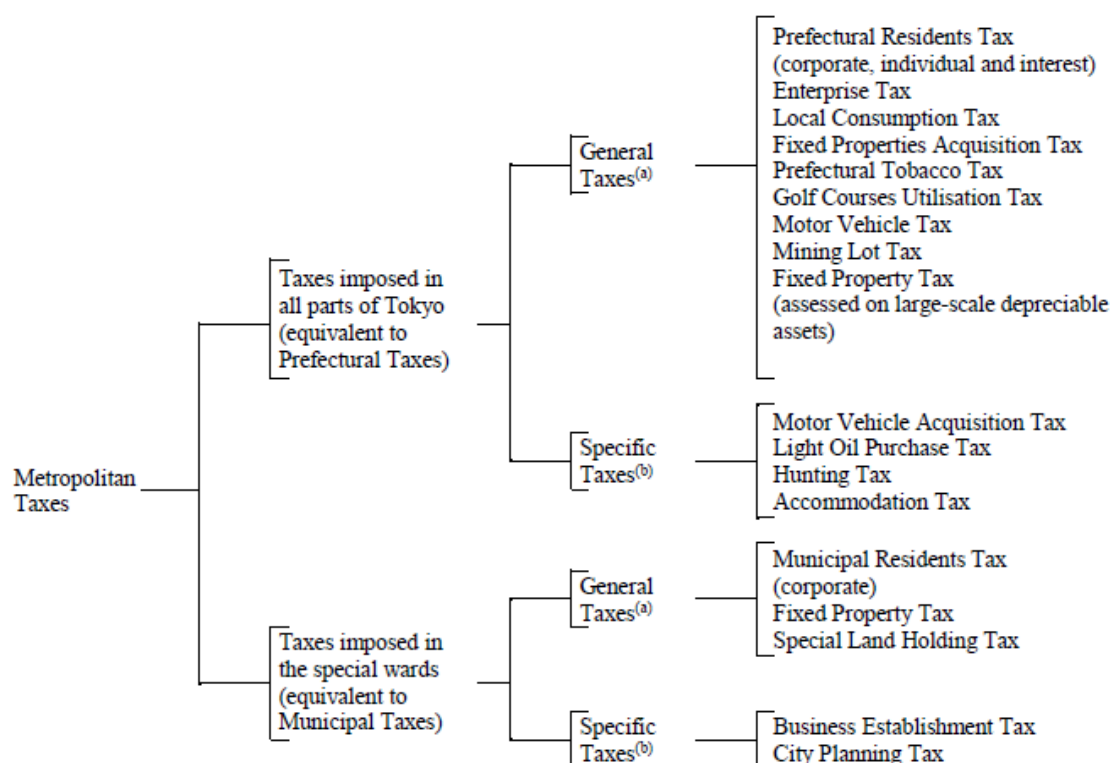 Metropolitan
Taxes
Taxes imposed in
all parts of Tokyo
(equivalent to
Prefectural Taxes)
General
Taxes(a)
Prefectural Residents Tax
(corporate, individual and interest)
Enterprise Tax
Local Consumption Tax
Fixed Properties Acquisition Tax
Prefectural Tobacco Tax
Golf Courses Utilisation Tax
Motor Vehicle Tax
Mining Lot Tax
Fixed Property Tax
(assessed on large-scale depreciable
assets)
Specific
Taxes(b)
Motor Vehicle Acquisition Tax
Light Oil Purchase Tax
Hunting Tax
Accommodation Tax
Taxes imposed in
the special wards
(equivalent to
Municipal Taxes)
General
Taxes(a)
Municipal Residents Tax
(corporate)
Fixed Property Tax
Special Land Holding Tax
Specific
Taxes(b)
Business Establishment Tax
City Planning Tax